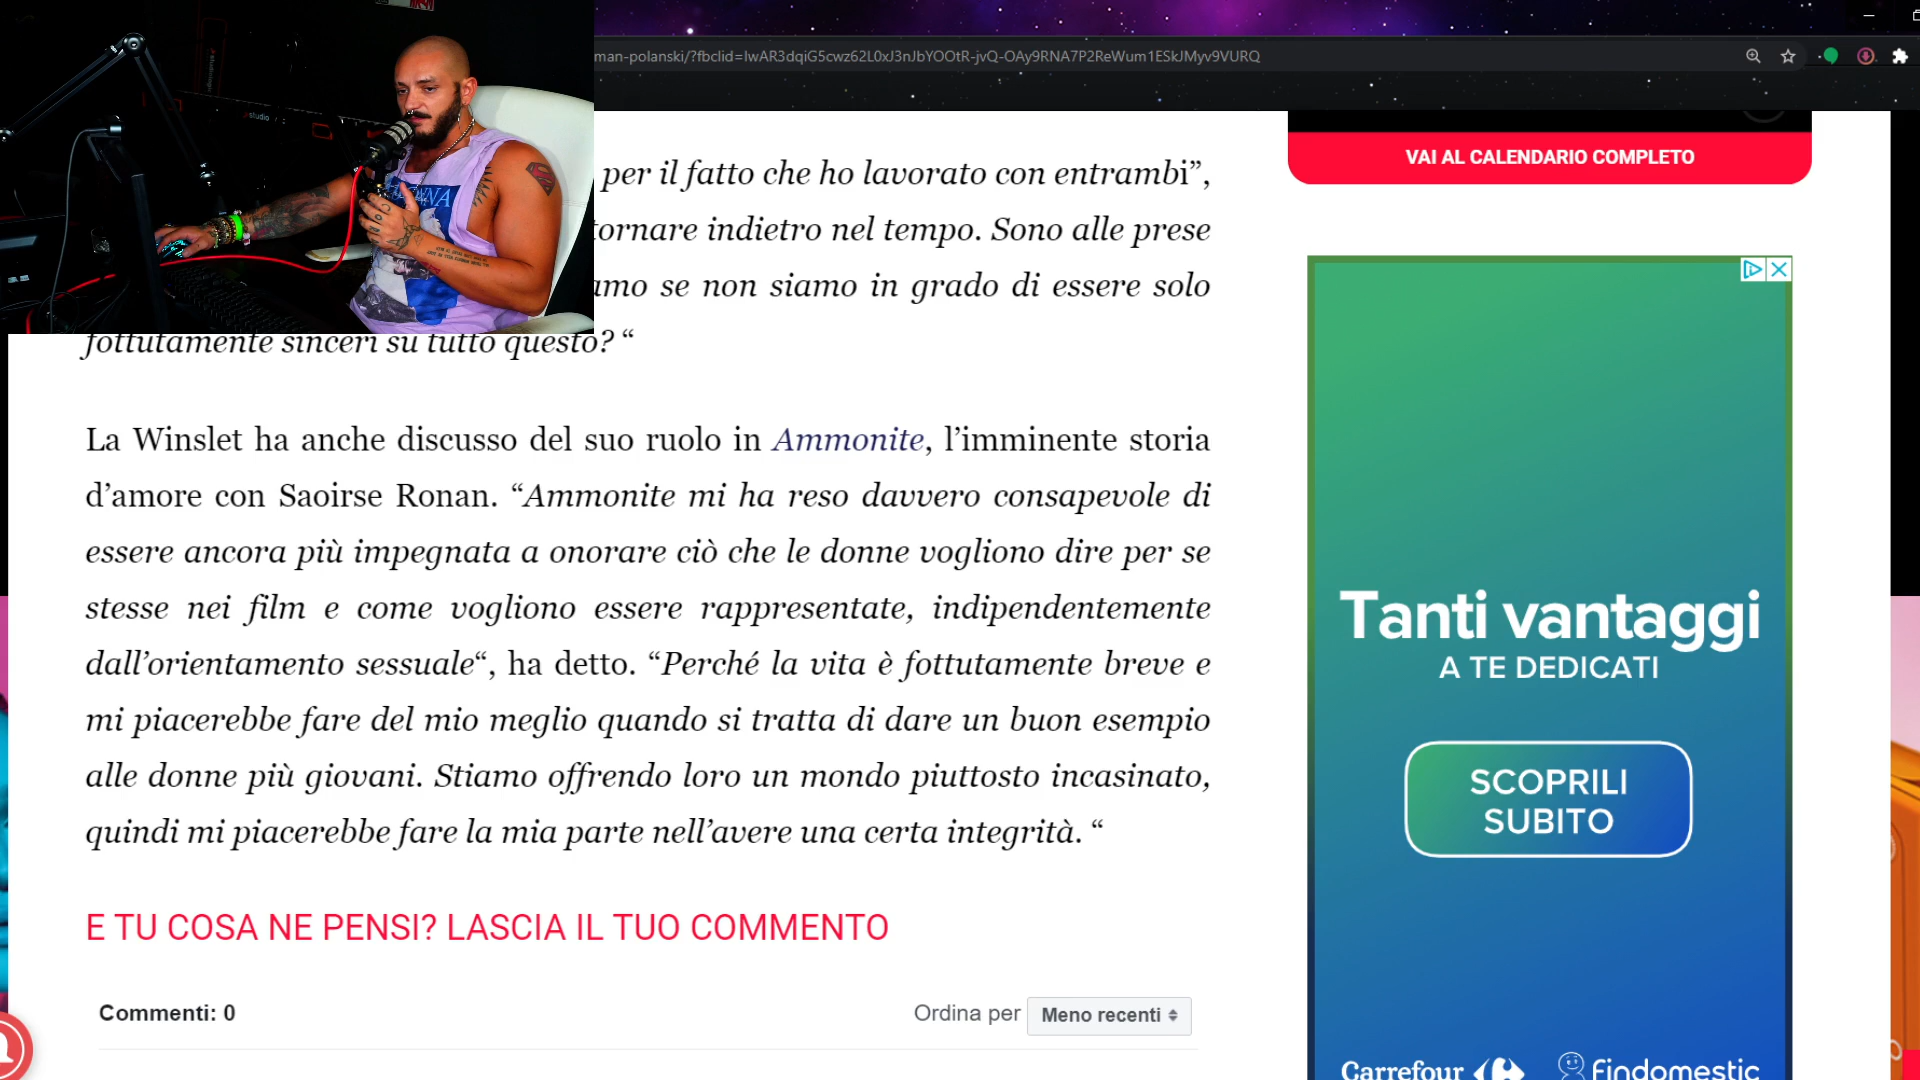 man-polanski/?fbclid=IwAR3dqiG5cwz62L0xJ3nJbYOOtR-jvQ-OAy9RNA7P2ReWum1ESkJMyv9VURQ
per il fatto che ho lavorato con entrambi”,
tornare indietro nel tempo. Sono alle prese
amo se non siamo in grado di essere solo
fottutamente sinceri su tutto questo? “
La Winslet ha anche discusso del suo ruolo in Ammonite, l’imminente storia
d’amore con Saoirse Ronan. “Ammonite mi ha reso davvero consapevole di
essere ancora più impegnata a onorare ciò che le donne vogliono dire per se
stesse nei film e come vogliono essere rappresentate, indipendentemente
dall’orientamento sessuale“, ha detto. “Perché la vita è fottutamente breve e
mi piacerebbe fare del mio meglio quando si tratta di dare un buon esempio
alle donne più giovani. Stiamo offrendo loro un mondo piuttosto incasinato,
quindi mi piacerebbe fare la mia parte nell’avere una certa integrità. “
E TU COSA NE PENSI? LASCIA IL TUO COMMENTO
Commenti: 0
Ordina per
Meno recenti
VAI AL CALENDARIO COMPLETO
Tanti vantaggi
A TE DEDICATI
SCOPRILI
SUBITO
Carrefour
findomestic